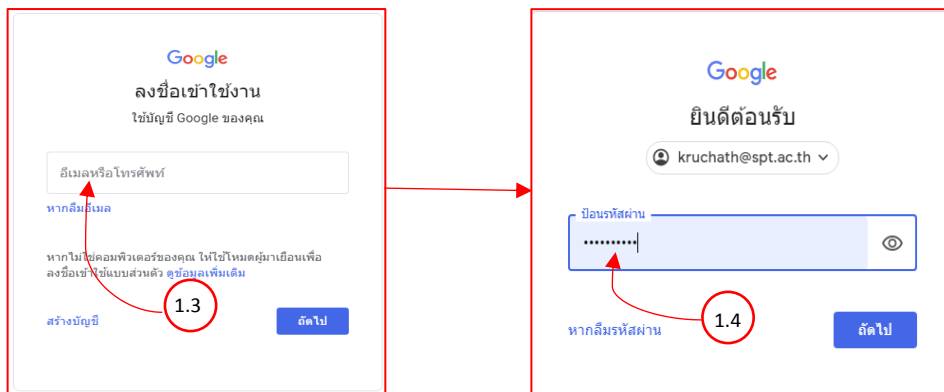 Google
ลงชื่อเข้าใช้งาน
ใช้บัญชี Google ของคุณ
อีเมลหรือโทรศัพท์
หากลืมอีเมล
หากไม่ใช่คอมพิวเตอร์ของคุณ ให้ใช้โหมดผู้มาเยือนเพื่อ
ลงชื่อเข้าใช้แบบส่วนตัว ดูข้อมูลเพิ่มเติม
1.3
สร้างบัญชี
ถัดไป
Google
ยินดีต้อนรับ
kruchath@spt.ac.th
ป้อนรหัสผ่าน
••••••••••
1.4
หากลืมรหัสผ่าน
ถัดไป